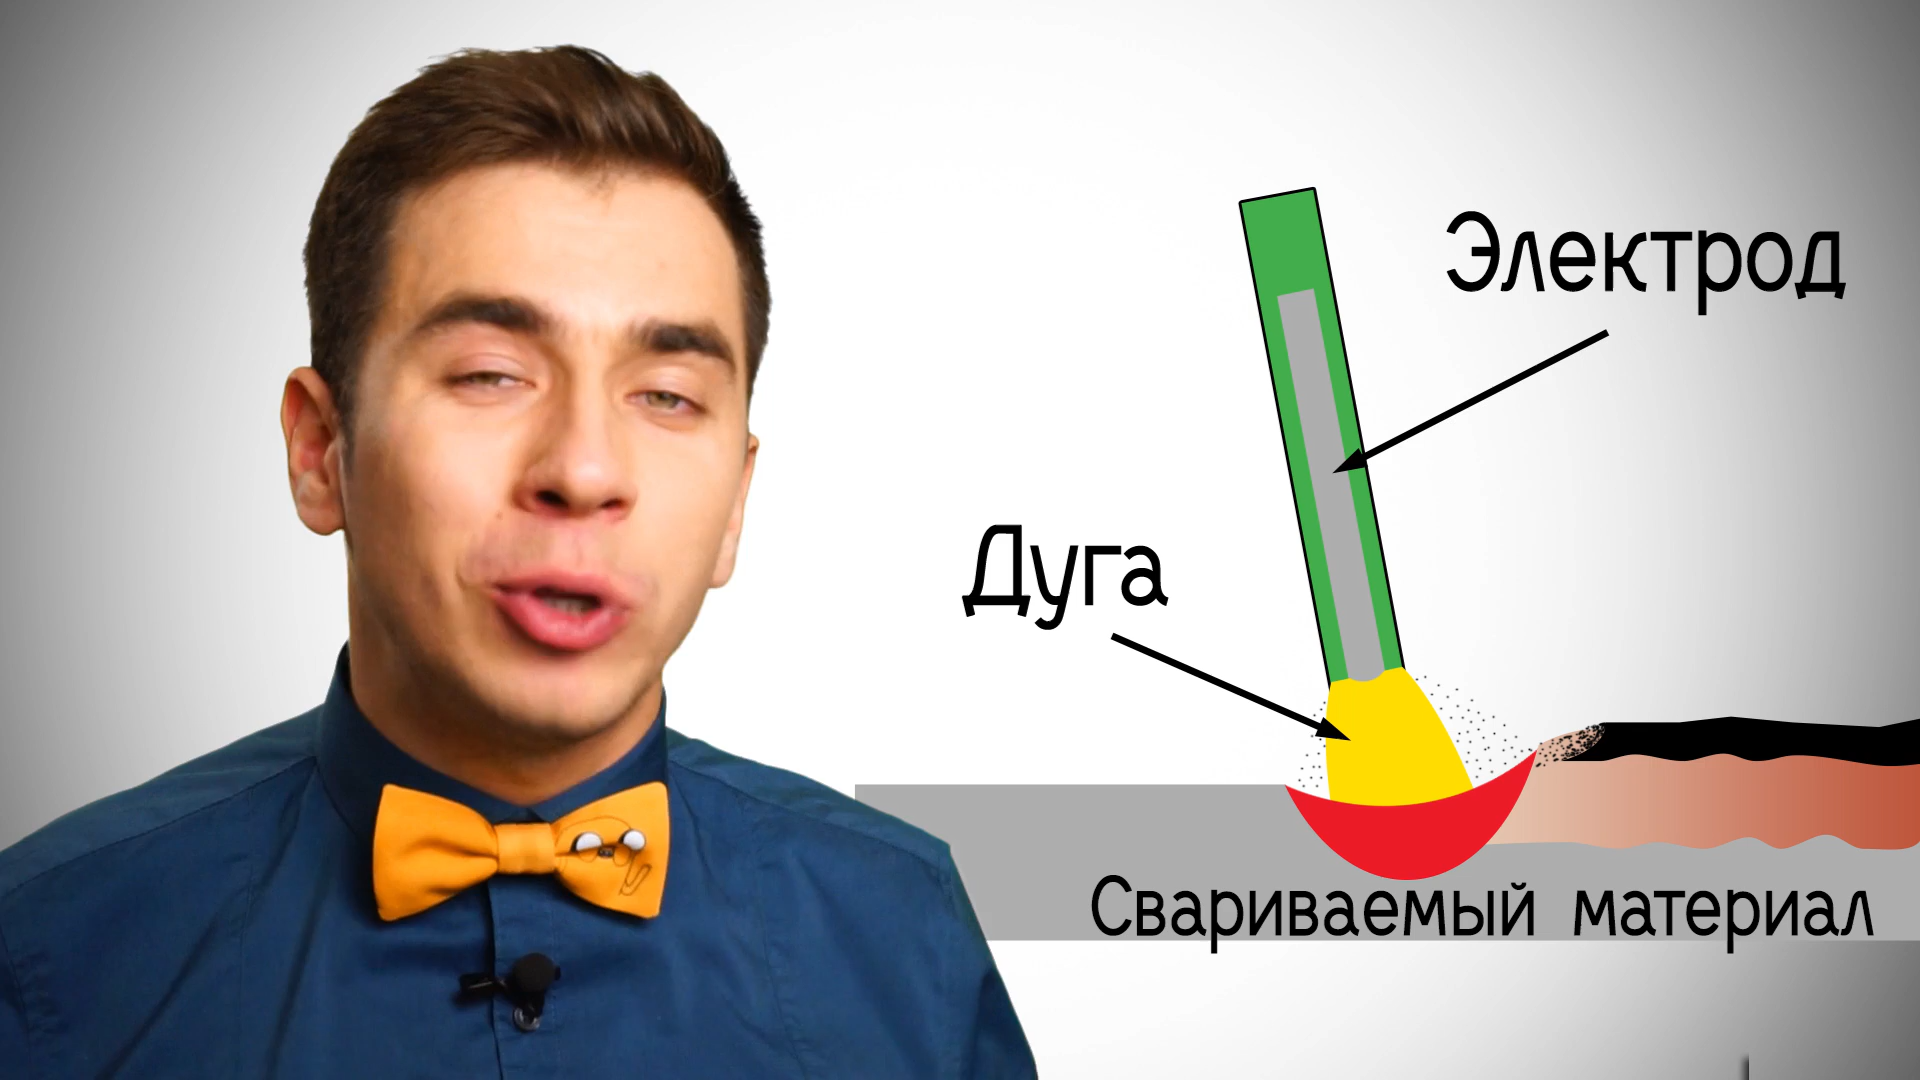 Электрод
Дуга
Свариваемый материал